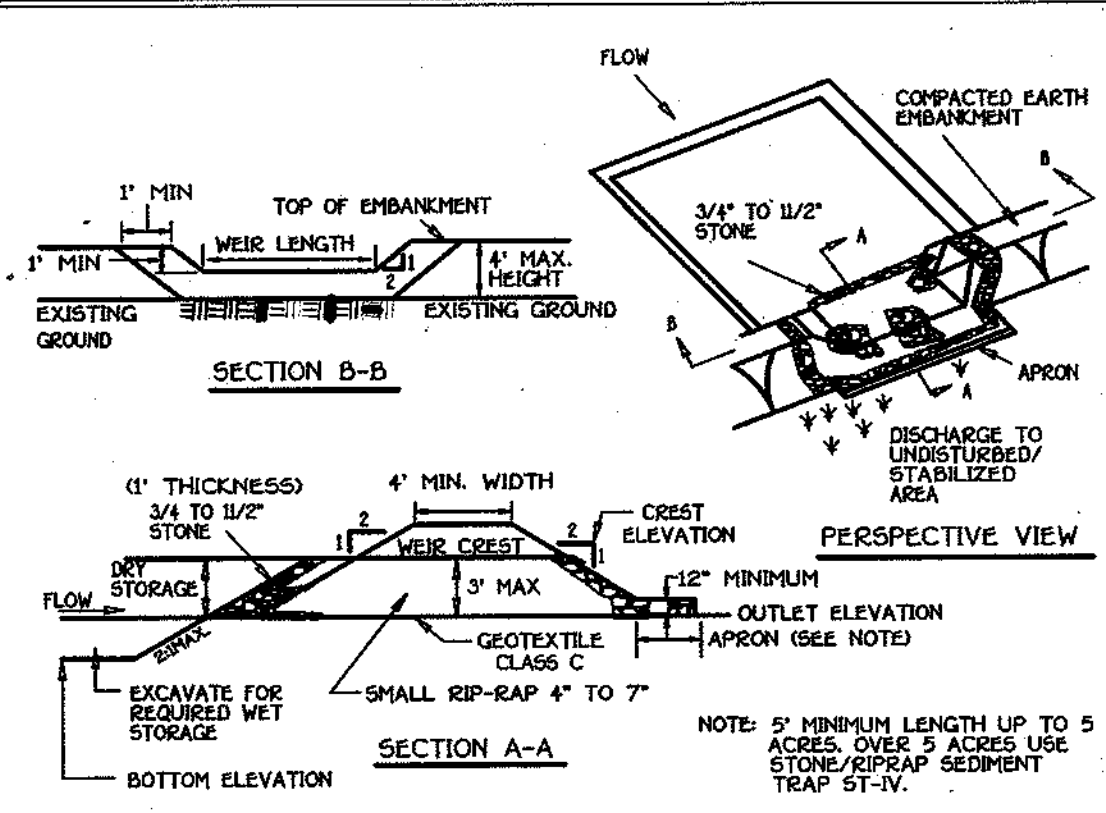 FLOW
COMPACTED EARTH
EMBANKMENT
B
3/4" TO 11/2"
STONE
A
B
A
APRON
DISCHARGE TO
UNDISTURBED/
STABILIZED
AREA
PERSPECTIVE VIEW
1' MIN
TOP OF EMBANKMENT
WEIR LENGTH
1' MIN
1
2
4' MAX.
HEIGHT
EXISTING
GROUND
EXISTING GROUND
SECTION B-B
(1' THICKNESS)
3/4 TO 11/2"
STONE
4' MIN. WIDTH
2
1
2
1
CREST
ELEVATION
WEIR CREST
DRY
STORAGE
3' MAX
12" MINIMUM
FLOW
OUTLET ELEVATION
2:1MAX.
GEOTEXTILE
CLASS C
APRON (SEE NOTE)
EXCAVATE FOR
REQUIRED WET
STORAGE
SMALL RIP-RAP 4" TO 7"
SECTION A-A
BOTTOM ELEVATION
NOTE: 5' MINIMUM LENGTH UP TO 5
ACRES. OVER 5 ACRES USE
STONE/RIPRAP SEDIMENT
TRAP ST-IV.